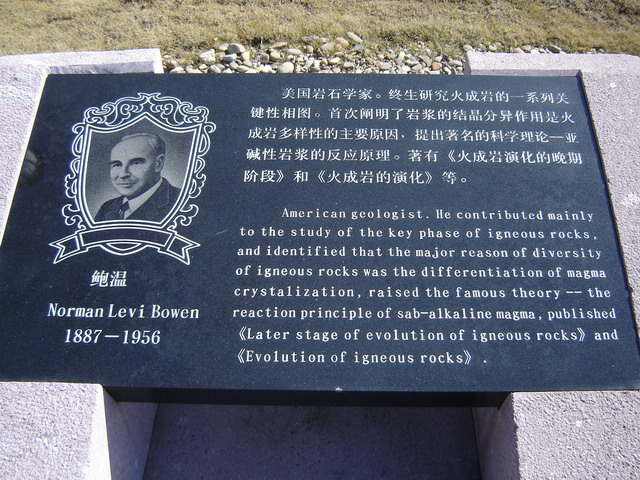 美国岩石学家。终生研究火成岩的一系列关
键性相图。首次阐明了岩浆的结晶分异作用是火
成岩多样性的主要原因，提出著名的科学理论—亚
碱性岩浆的反应原理。著有《火成岩演化的晚期
阶段》和《火成岩的演化》等。
American geologist. He contributed mainly
to the study of the key phase of igneous rocks,
and identified that the major reason of diversity
of igneous rocks was the differentiation of magma
crystalization, raised the famous theory -- the
reaction principle of sab-alkaline magma, published
《Later stage of evolution of igneous rocks》 and
《Evolution of igneous rocks》.
鲍温
Norman Levi Bowen
1887—1956